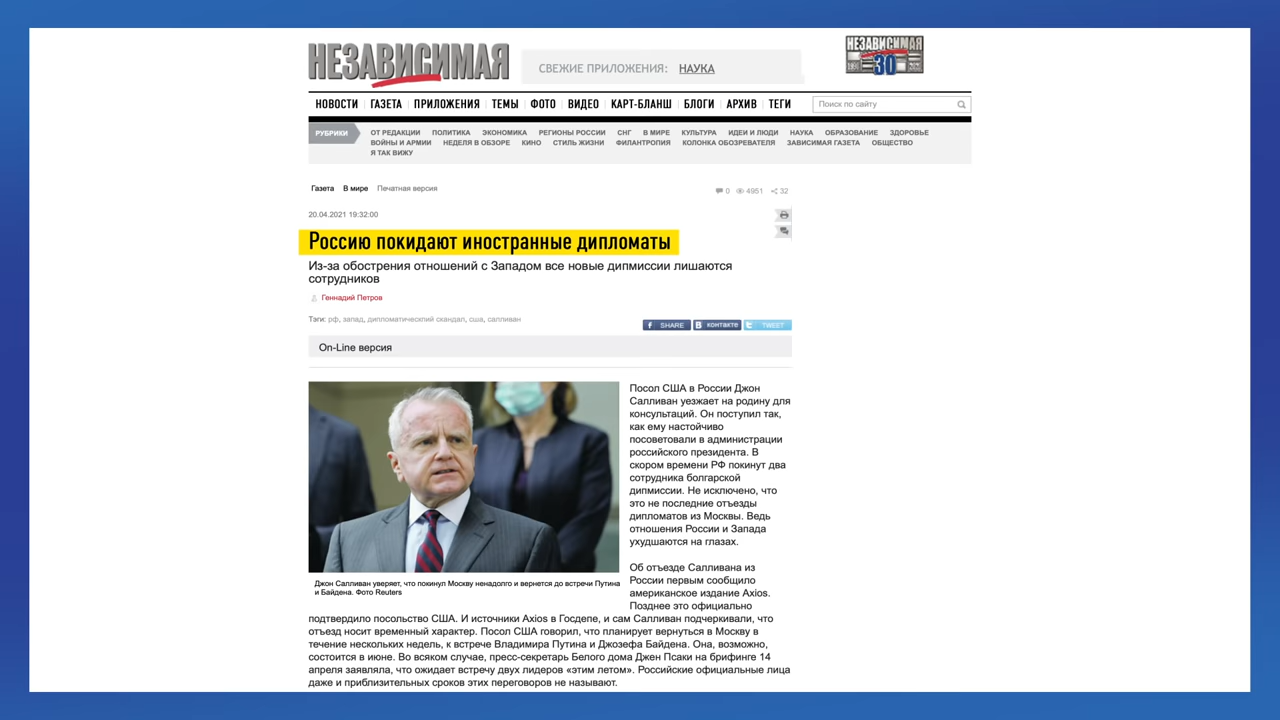 НЕЗАВИСИМАЯ
СВЕЖИЕ ПРИЛОЖЕНИЯ: НАУКА
НЕЗАВИСИМАЯ
30
НОВОСТИ ГАЗЕТА ПРИЛОЖЕНИЯ ТЕМЫ ФОТО ВИДЕО КАРТ-БЛАНШ БЛОГИ АРХИВ ТЕГИ
Поиск по сайту
РУБРИКИ
ОТ РЕДАКЦИИ ПОЛИТИКА ЭКОНОМИКА РЕГИОНЫ РОССИИ СНГ В МИРЕ КУЛЬТУРА ИДЕИ И ЛЮДИ НАУКА ОБРАЗОВАНИЕ ЗДОРОВЬЕ
ВОЙНЫ И АРМИИ НЕДЕЛЯ В ОБЗОРЕ КИНО СТИЛЬ ЖИЗНИ ФИЛАНТРОПИЯ КОЛОНКА ОБОЗРЕВАТЕЛЯ ЗАВИСИМАЯ ГАЗЕТА ОБЩЕСТВО
Я ТАК ВИЖУ
Газета В мире Печатная версия
0 4951 32
20.04.2021 19:32:00
Россию покидают иностранные дипломаты
Из-за обострения отношений с Западом все новые дипмиссии лишаются
сотрудников
Геннадий Петров
Тэги: рф, запад, дипломатический скандал, сша, салливан
f SHARE В контакте t TWEET
On-Line версия
Посол США в России Джон
Салливан уезжает на родину для
консультаций. Он поступил так,
как ему настойчиво
посоветовали в администрации
российского президента. В
скором времени РФ покинут два
сотрудника болгарской
дипмиссии. Не исключено, что
это не последние отъезды
дипломатов из Москвы. Ведь
отношения России и Запада
ухудшаются на глазах.
Джон Салливан уверяет, что покинул Москву ненадолго и вернется до встречи Путина
и Байдена. Фото Reuters
Об отъезде Салливана из
России первым сообщило
американское издание Axios.
Позднее это официально
подтвердило посольство США. И источники Axios в Госдепе, и сам Салливан подчеркивали, что
отъезд носит временный характер. Посол США говорил, что планирует вернуться в Москву в
течение нескольких недель, к встрече Владимира Путина и Джозефа Байдена. Она, возможно,
состоится в июне. Во всяком случае, пресс-секретарь Белого дома Джен Псаки на брифинге 14
апреля заявляла, что ожидает встречу двух лидеров «этим летом». Российские официальные лица
даже и приблизительных сроков этих переговоров не называют.